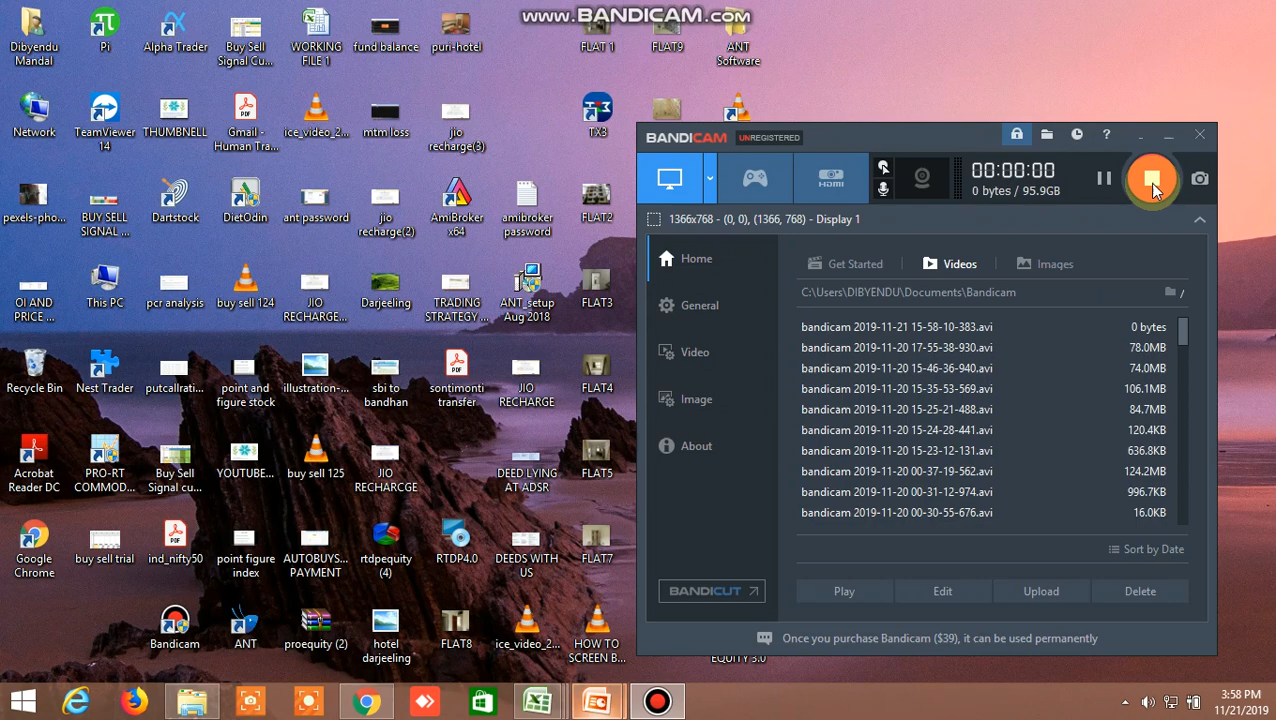 www.BANDICAM.com
Dibyendu
Mandal
Pi
Alpha Trader
Buy Sell
Signal Cu...
WORKING
FILE 1
fund balance
puri-hotel
FLAT 1
FLAT9
ANT
Software
Network
TeamViewer
14
THUMBNELL
Gmail -
Human Tra...
ice_video_2...
mtm loss
jio
recharge(3)
TX3
pexels-pho...
BUY SELL
SIGNAL ...
Dartstock
DietOdin
ant password
jio
recharge(2)
AmiBroker
x64
amibroker
password
FLAT2
OI AND
PRICE ...
This PC
pcr analysis
buy sell 124
JIO
RECHARGE...
Darjeeling
TRADING
STRATEGY ...
ANT_setup
Aug 2018
FLAT3
Recycle Bin
Nest Trader
putcallrati...
point and
figure stock
illustration-...
sbi to
bandhan
sontimonti
transfer
JIO
RECHARGE
FLAT4
Acrobat
Reader DC
PRO-RT
COMMOD...
Buy Sell
Signal cu...
YOUTUBE...
buy sell 125
JIO
RECHARCGE
DEED LYING
AT ADSR
FLAT5
Google
Chrome
buy sell trial
ind_nifty50
point figure
index
AUTOBUYS...
PAYMENT
rtdpequity
(4)
RTDP4.0
DEEDS WITH
US
FLAT7
Bandicam
ANT
proequity (2)
hotel
darjeeling
FLAT8
ice_video_2...
HOW TO
SCREEN B...
EQUITY 3.0
BANDICAM UNREGISTERED
HDMI
00:00:00
0 bytes / 95.9GB
1366x768 - (0, 0), (1366, 768) - Display 1
Home
General
Video
Image
About
BANDICUT
Get Started
Videos
Images
C:\Users\DIBYENDU\Documents\Bandicam
/
bandicam 2019-11-21 15-58-10-383.avi 0 bytes
bandicam 2019-11-20 17-55-38-930.avi 78.0MB
bandicam 2019-11-20 15-46-36-940.avi 74.0MB
bandicam 2019-11-20 15-35-53-569.avi 106.1MB
bandicam 2019-11-20 15-25-21-488.avi 84.7MB
bandicam 2019-11-20 15-24-28-441.avi 120.4KB
bandicam 2019-11-20 15-23-12-131.avi 636.8KB
bandicam 2019-11-20 00-37-19-562.avi 124.2MB
bandicam 2019-11-20 00-31-12-974.avi 996.7KB
bandicam 2019-11-20 00-30-55-676.avi 16.0KB
Sort by Date
Play
Edit
Upload
Delete
Once you purchase Bandicam ($39), it can be used permanently
3:58 PM
11/21/2019